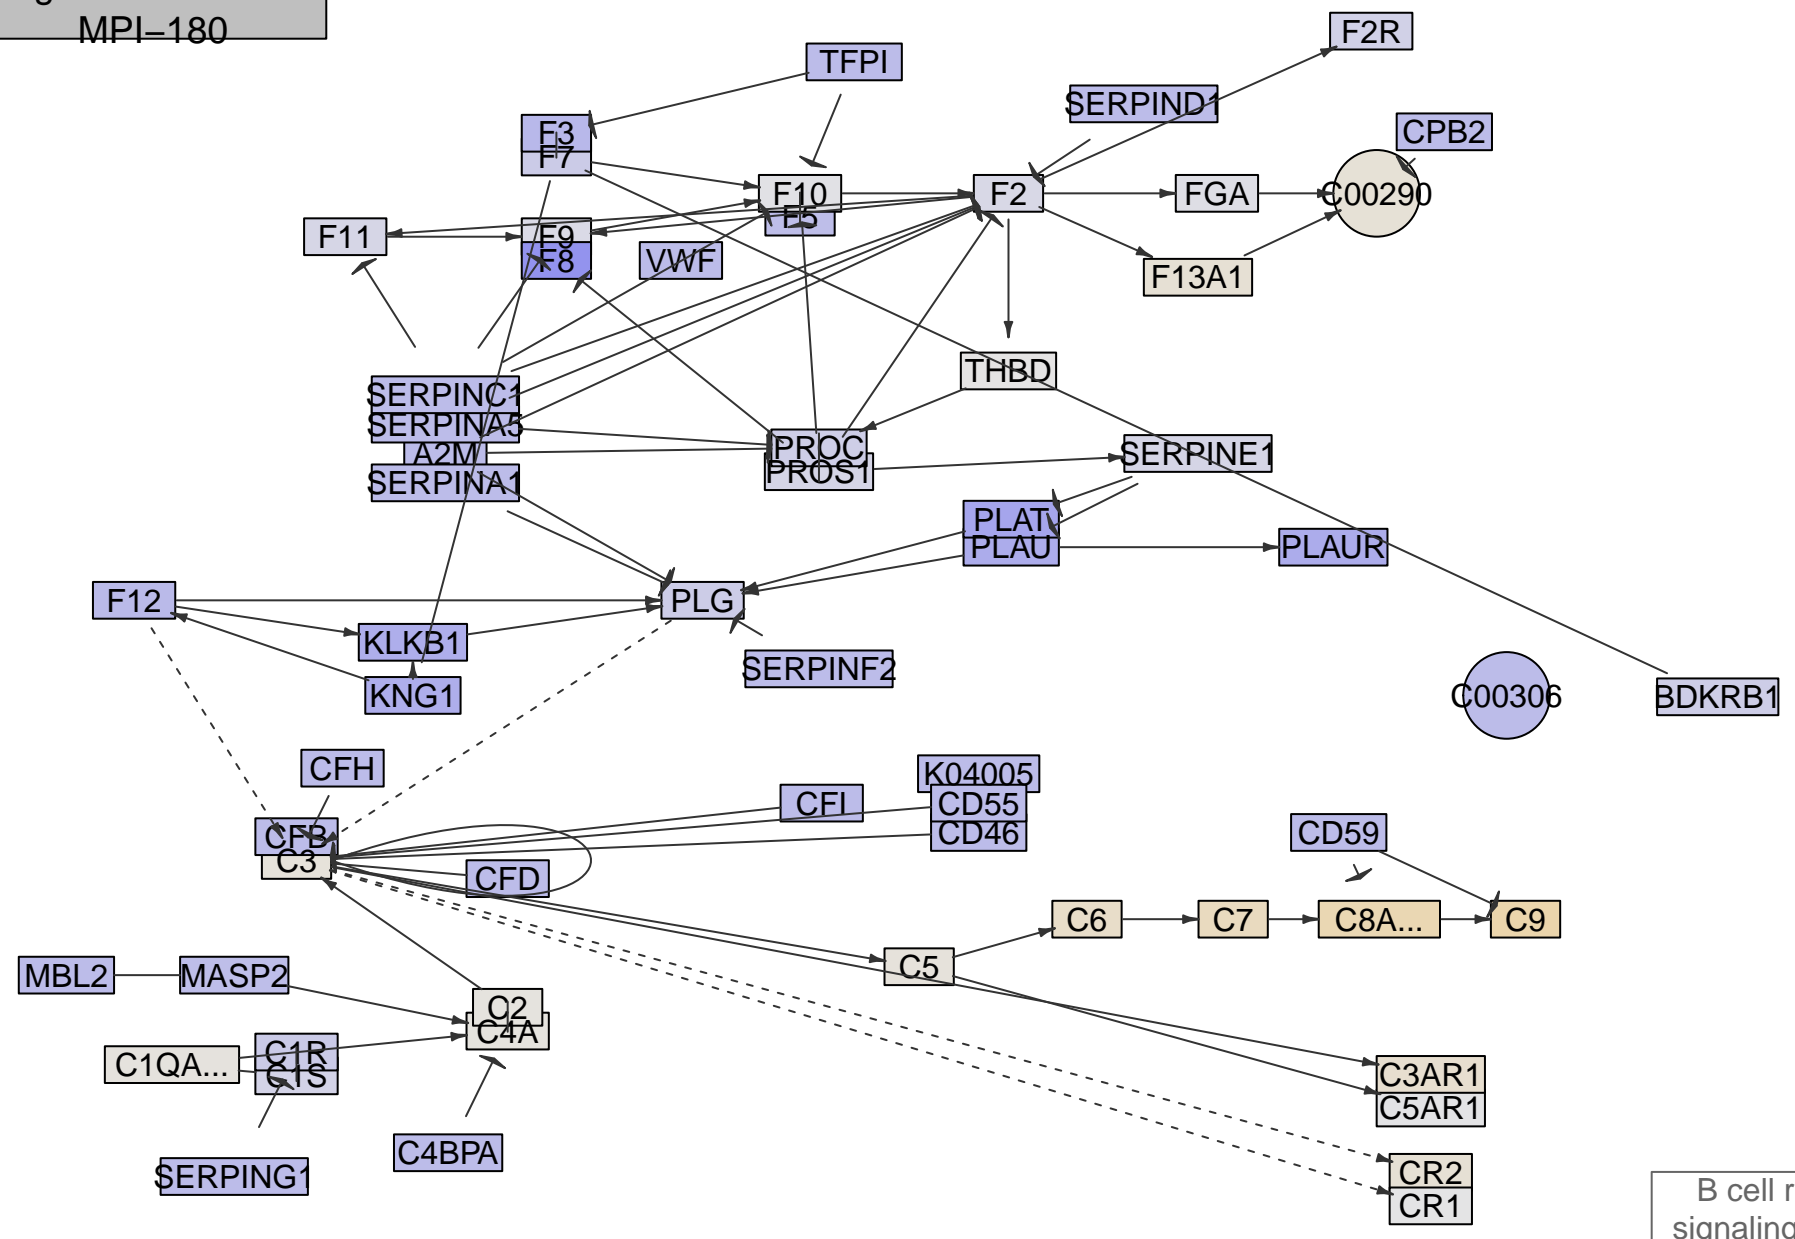 MPI–180
F2R
TFPI
SERPIND1
F3
CPB2
F7
F10
F2
FGA
C00290
F5
F11
F9
F8
VWF
F13A1
THBD
SERPINC1
SERPINA5
A2M
SERPINA1
PROC
PROS1
SERPINE1
PLAT
PLAU
PLAUR
F12
PLG
KLKB1
SERPINF2
KNG1
C00306
BDKRB1
CFH
K04005
CFI
CD55
CD46
CD59
CFB
C3
CFD
C6
C7
C8A...
C9
C5
MBL2
MASP2
C2
C4A
C1QA...
C1R
C1S
C3AR1
C5AR1
C4BPA
SERPING1
CR2
CR1
B cell r
signaling